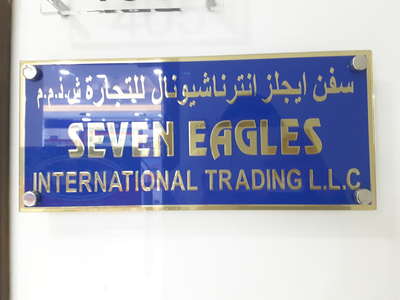 سفن ايجلز انترناشيونال للتجارة ش.ذ.م.م
SEVEN EAGLES
INTERNATIONAL TRADING L.L.C